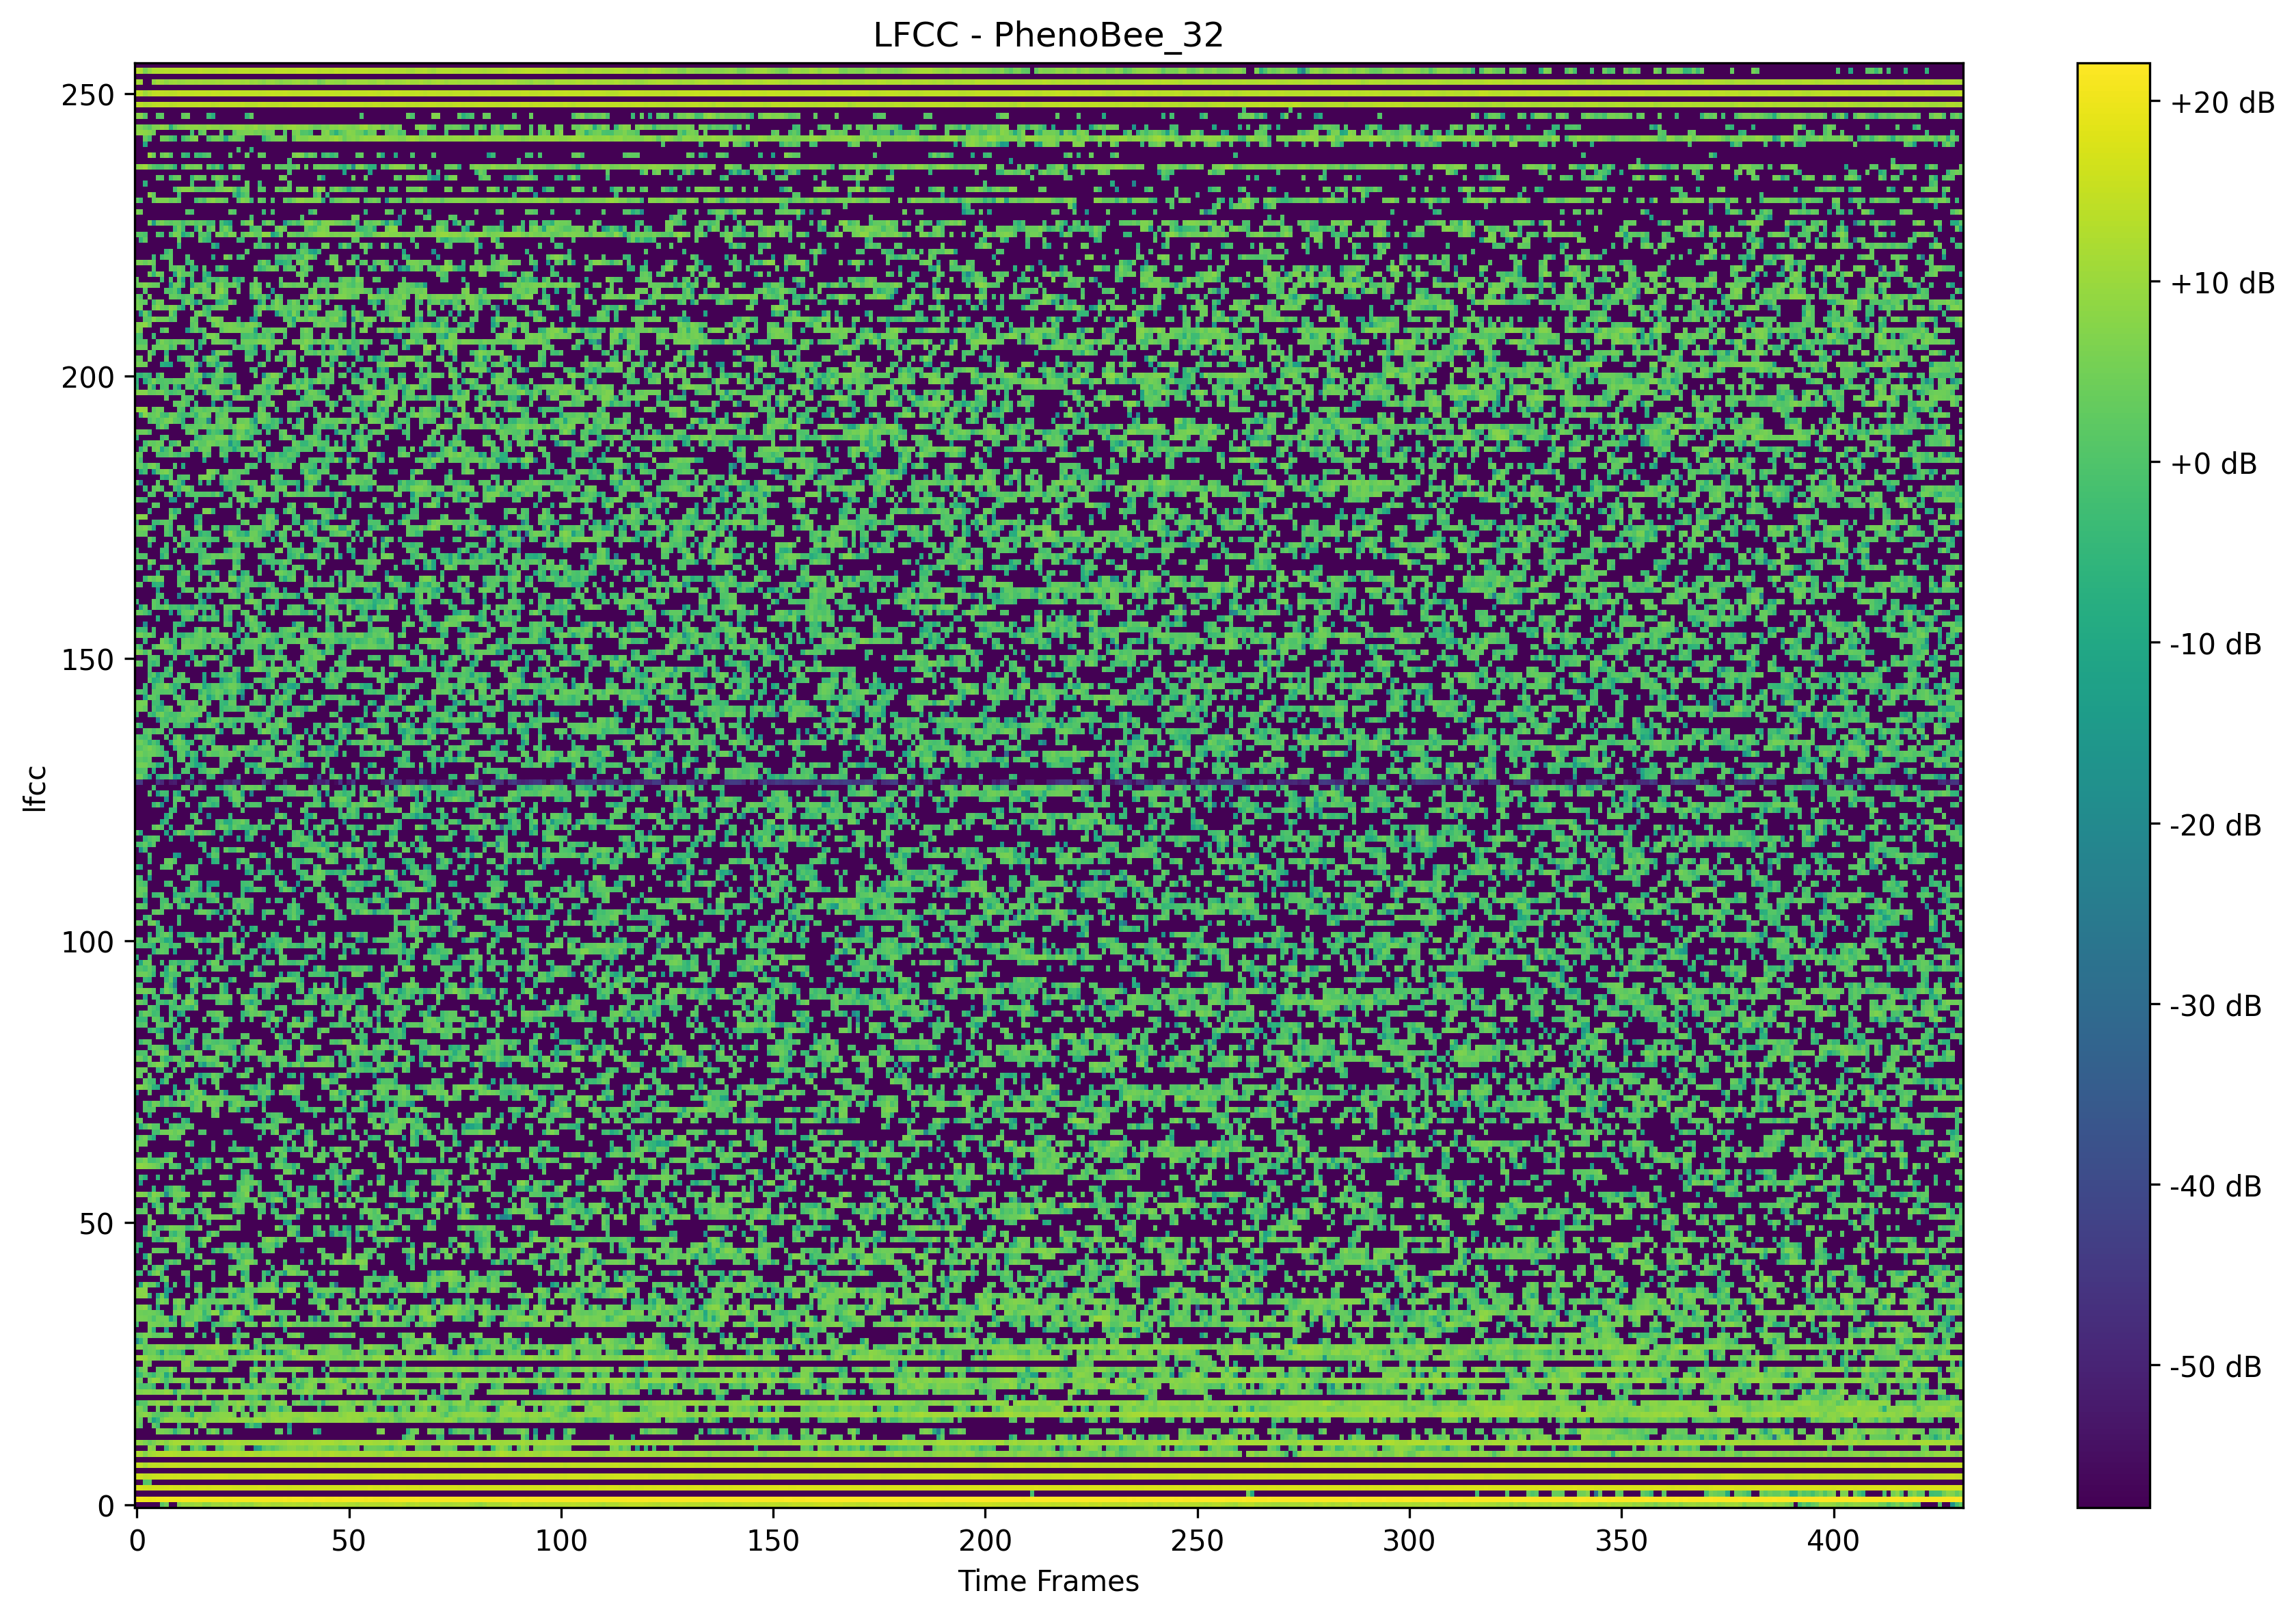 LFCC - PhenoBee_32
250
200
150
100
50
0
lfcc
0 50 100 150 200 250 300 350 400
Time Frames
+20 dB
+10 dB
+0 dB
-10 dB
-20 dB
-30 dB
-40 dB
-50 dB